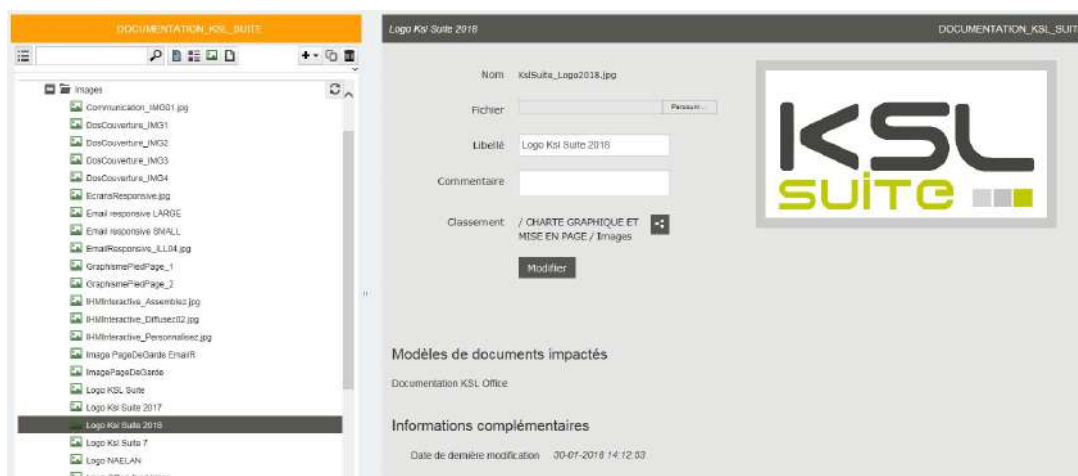 DOCUMENTATION_KSL_SUITE
Images
Communication_IMG01.jpg
DosCouverture_IMG1
DosCouverture_IMG2
DosCouverture_IMG3
DosCouverture_IMG4
EcransResponsive.jpg
Email responsive LARGE
Email responsive SMALL
EmailResponsive_ILL04.jpg
GraphismePiedPage_1
GraphismePiedPage_2
IHMInteractive_Assemblez.jpg
IHMInteractive_Diffusez02.jpg
IHMInteractive_Personnalisez.jpg
Image PageDeGarde EmailR
ImagePageDeGarde
Logo KSL Suite
Logo Ksl Suite 2017
Logo Ksl Suite 2018
Logo Ksl Suite 7
Logo NAELAN
Logo Ksl Suite 2018
DOCUMENTATION_KSL_SUIT
Nom KslSuite_Logo2018.jpg
Fichier Parcourir...
Libellé Logo Ksl Suite 2018
Commentaire
Classement / CHARTE GRAPHIQUE ET
MISE EN PAGE / Images
Modifier
KSL
suite
Modèles de documents impactés
Documentation KSL Office
Informations complémentaires
Date de dernière modification 30-01-2018 14:12:53